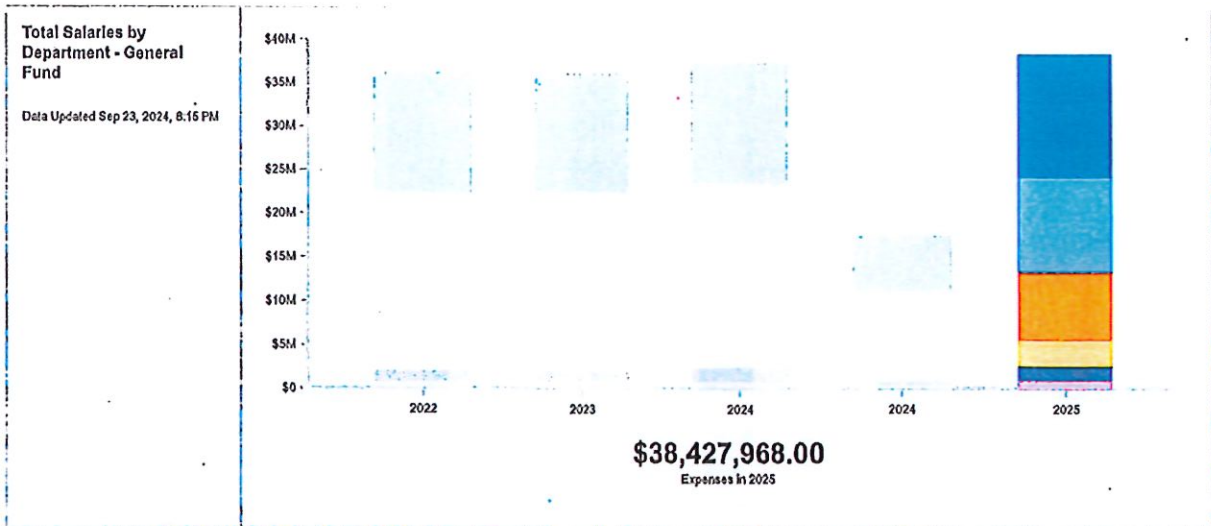 Total Salaries by
Department - General
Fund
Data Updated Sep 23, 2024, 8:15 PM
$40M
$35M
$30M
$25M
$20M
$15M
$10M
$5M
$0
2022
2023
2024
2024
2025
$38,427,968.00
Expenses in 2025